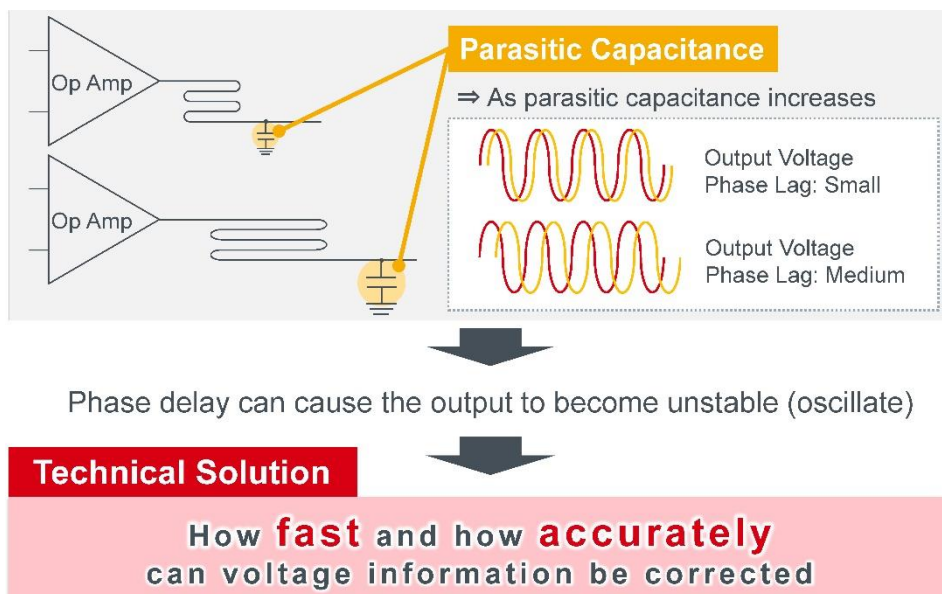 Op Amp
Parasitic Capacitance
⇒ As parasitic capacitance increases
Output Voltage
Phase Lag: Small
Op Amp
Output Voltage
Phase Lag: Medium
Phase delay can cause the output to become unstable (oscillate)
Technical Solution
How fast and how accurately
can voltage information be corrected